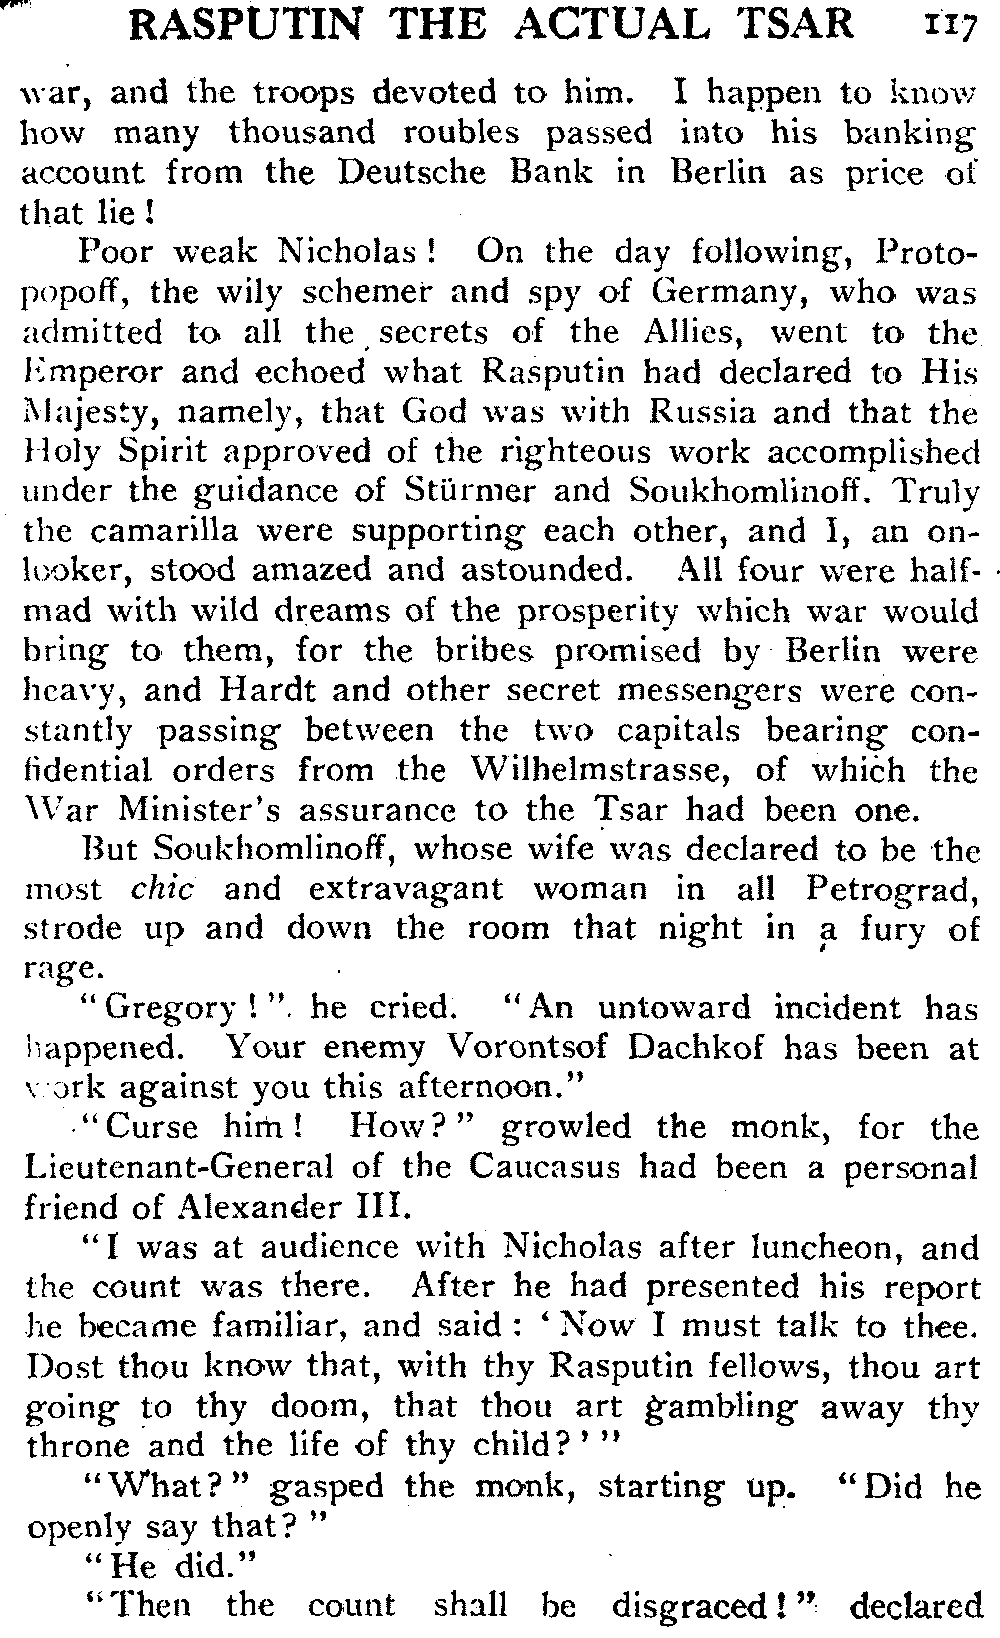 RASPUTIN THE ACTUAL TSAR 117
war, and the troops devoted to him. I happen to know
how many thousand roubles passed into his banking
account from the Deutsche Bank in Berlin as price of
that lie !
Poor weak Nicholas ! On the day following, Proto-
popoff, the wily schemer and spy of Germany, who was
admitted to all the secrets of the Allies, went to the
Emperor and echoed what Rasputin had declared to His
Majesty, namely, that God was with Russia and that the
Holy Spirit approved of the righteous work accomplished
under the guidance of Stürmer and Soukhomlinoff. Truly
the camarilla were supporting each other, and I, an on-
looker, stood amazed and astounded. All four were half-
mad with wild dreams of the prosperity which war would
bring to them, for the bribes promised by Berlin were
heavy, and Hardt and other secret messengers were con-
stantly passing between the two capitals bearing con-
fidential orders from the Wilhelmstrasse, of which the
War Minister's assurance to the Tsar had been one.
But Soukhomlinoff, whose wife was declared to be the
most chic and extravagant woman in all Petrograd,
strode up and down the room that night in a fury of
rage.
"Gregory ! " he cried. "An untoward incident has
happened. Your enemy Vorontsof Dachkof has been at
work against you this afternoon."
"Curse him ! How ? " growled the monk, for the
Lieutenant-General of the Caucasus had been a personal
friend of Alexander III.
"I was at audience with Nicholas after luncheon, and
the count was there. After he had presented his report
he became familiar, and said : 'Now I must talk to thee.
Dost thou know that, with thy Rasputin fellows, thou art
going to thy doom, that thou art gambling away thy
throne and the life of thy child ? ' "
"What ? " gasped the monk, starting up. "Did he
openly say that ? "
"He did."
"Then the count shall be disgraced ! " declared